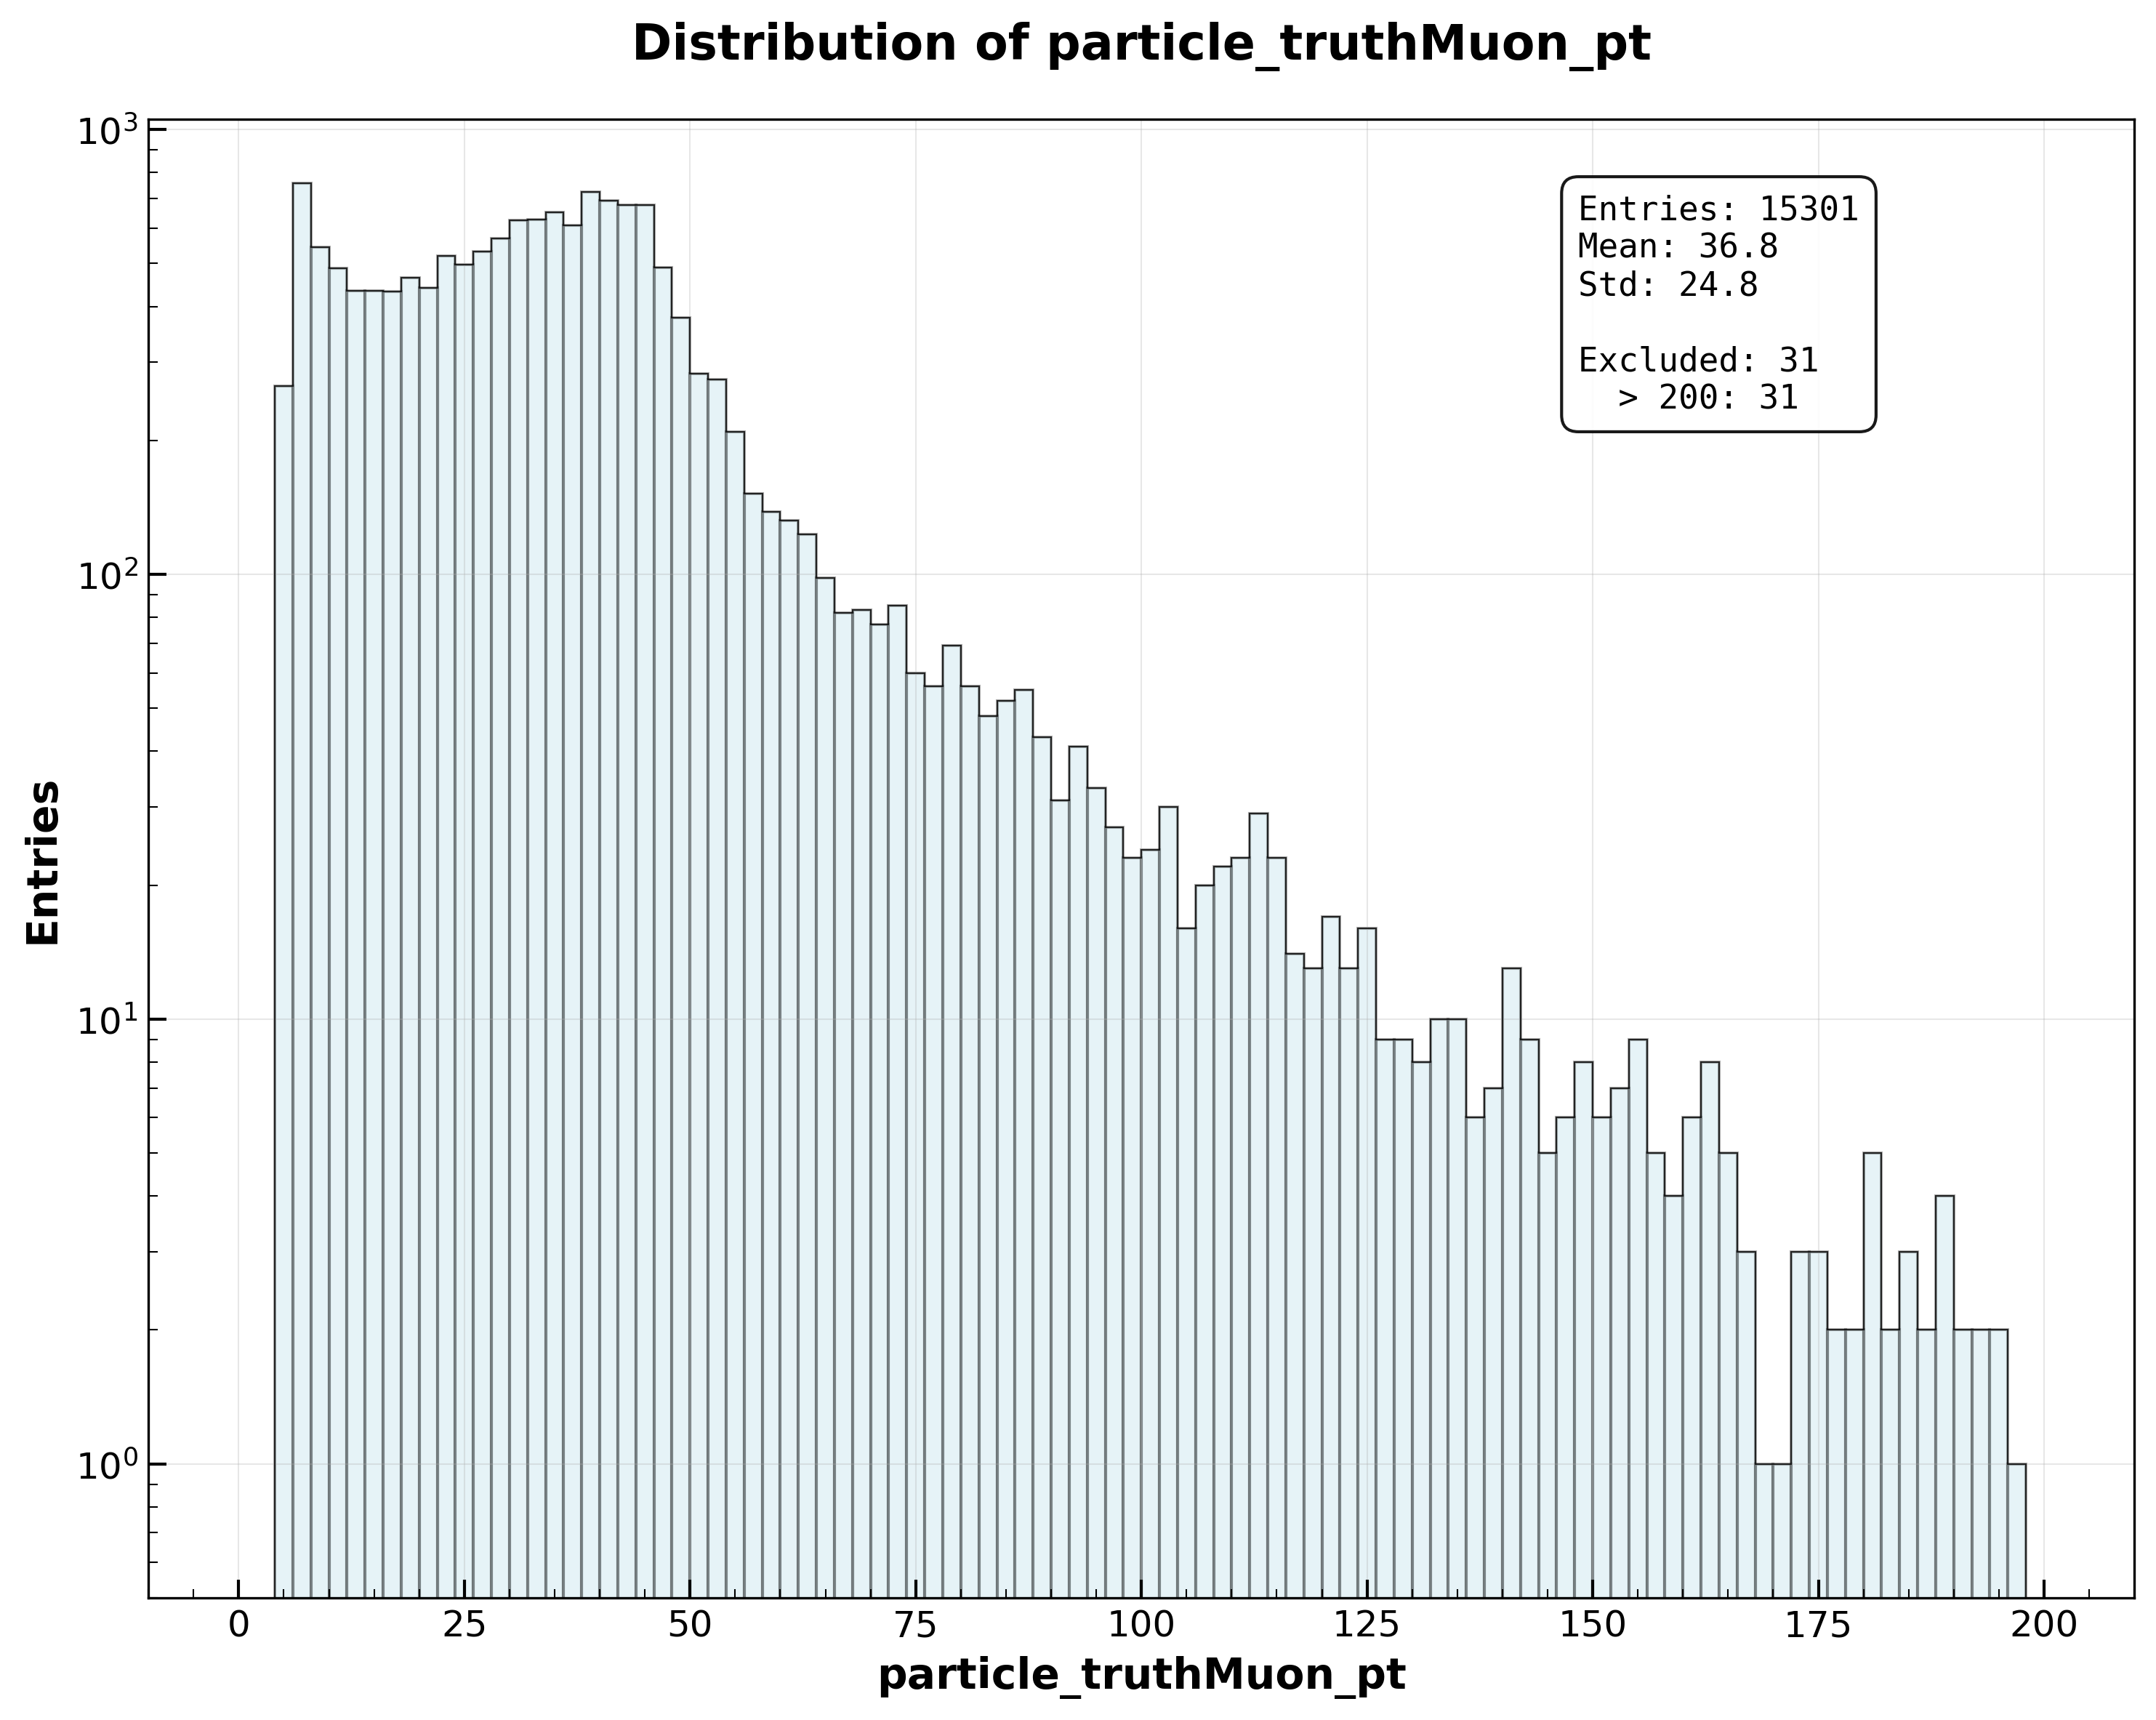 Distribution of particle_truthMuon_pt
10³
10²
10¹
10⁰
Entries
Entries: 15301
Mean: 36.8
Std: 24.8
Excluded: 31
> 200: 31
0 25 50 75 100 125 150 175 200
particle_truthMuon_pt